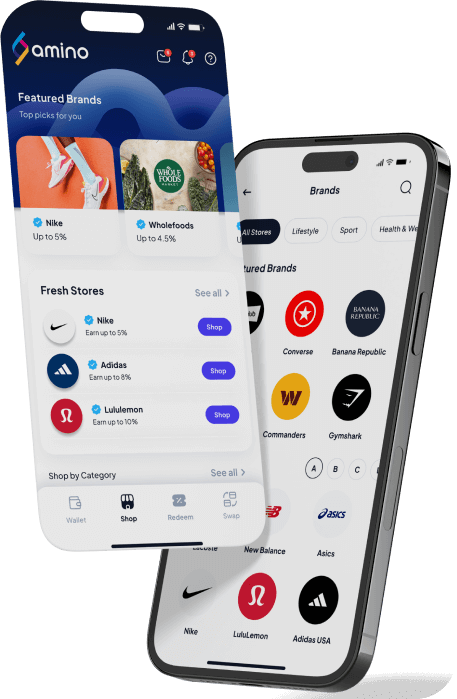 amino
Featured Brands
Top picks for you
WHOLE
FOODS
MARKET
Nike
Up to 5%
Wholefoods
Up to 4.5%
Fresh Stores
See all >
Nike
Earn up to 5%
Shop
Adidas
Earn up to 8%
Shop
Lululemon
Earn up to 10%
Shop
Shop by Category
See all >
Wallet
Shop
Redeem
Swap
Brands
All Stores
Lifestyle
Sport
Health & We
tured Brands
BANANA
REPUBLIC
Converse
Banana Republic
Commanders
Gymshark
A
B
C
asics
Lacoste
New Balance
Asics
Nike
LuluLemon
Adidas USA